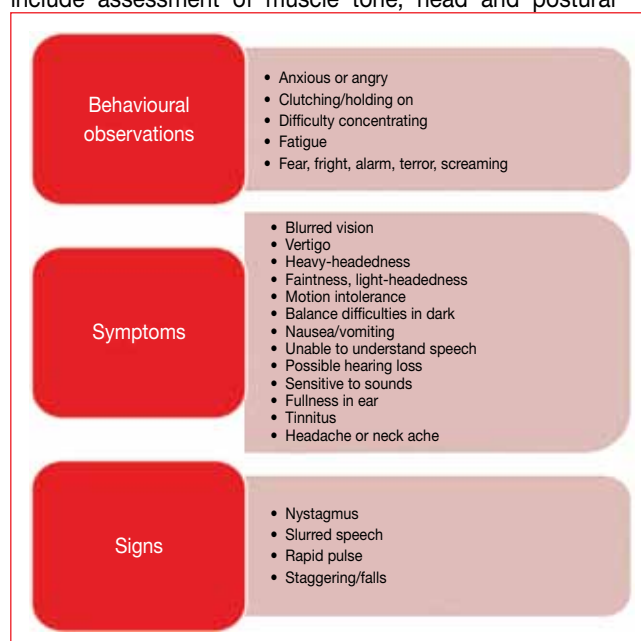 include assessment of muscle tone, head and postural
Behavioural
observations
• Anxious or angry
• Clutching/holding on
• Difficulty concentrating
• Fatigue
• Fear, fright, alarm, terror, screaming
Symptoms
• Blurred vision
• Vertigo
• Heavy-headedness
• Faintness, light-headedness
• Motion intolerance
• Balance difficulties in dark
• Nausea/vomiting
• Unable to understand speech
• Possible hearing loss
• Sensitive to sounds
• Fullness in ear
• Tinnitus
• Headache or neck ache
Signs
• Nystagmus
• Slurred speech
• Rapid pulse
• Staggering/falls